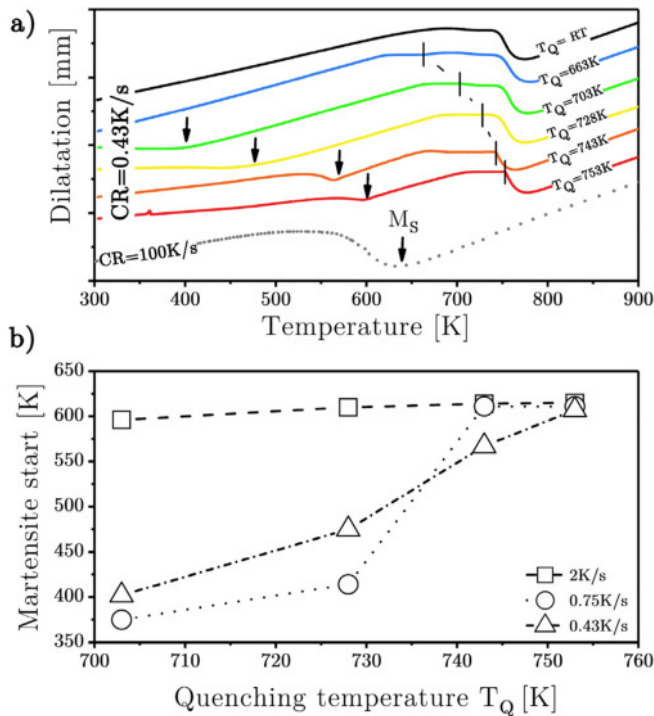 a)
Dilatation [mm]
CR=0.43K/s
T_Q= RT
T_Q=663K
T_Q=703K
T_Q=728K
T_Q=743K
T_Q=753K
M_S
CR=100K/s
300 400 500 600 700 800 900
Temperature [K]
b)
Martensite start [K]
650
600
550
500
450
400
350
2K/s
0.75K/s
0.43K/s
700 710 720 730 740 750 760
Quenching temperature T_Q [K]